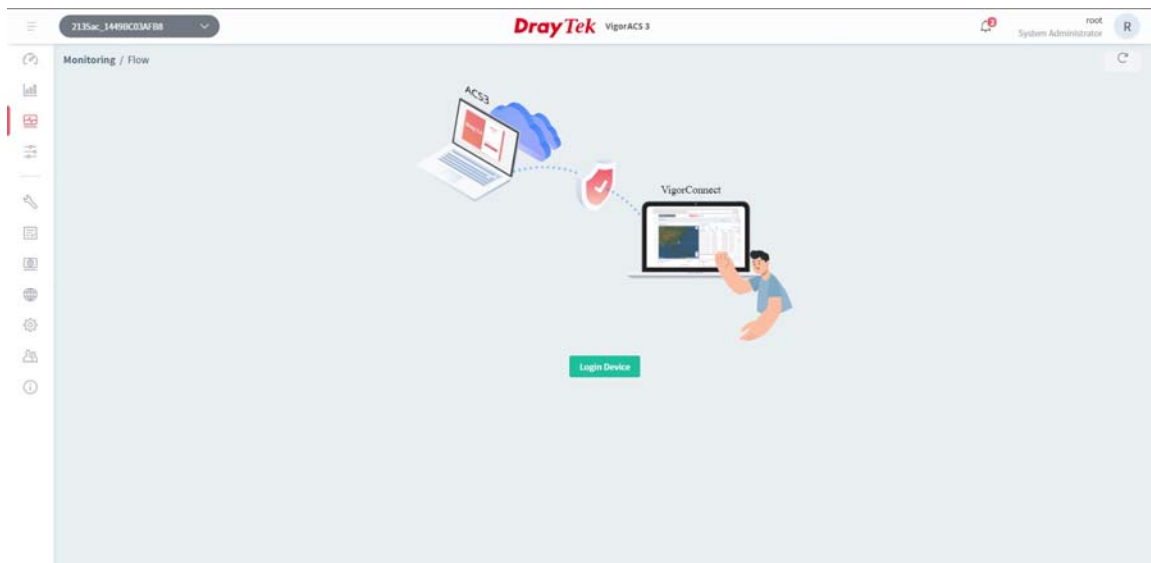 2135ac_14498C03AFB8
DrayTek VigorACS 3
root
System Administrator
R
Monitoring / Flow
ACS3
VigorConnect
Login Device